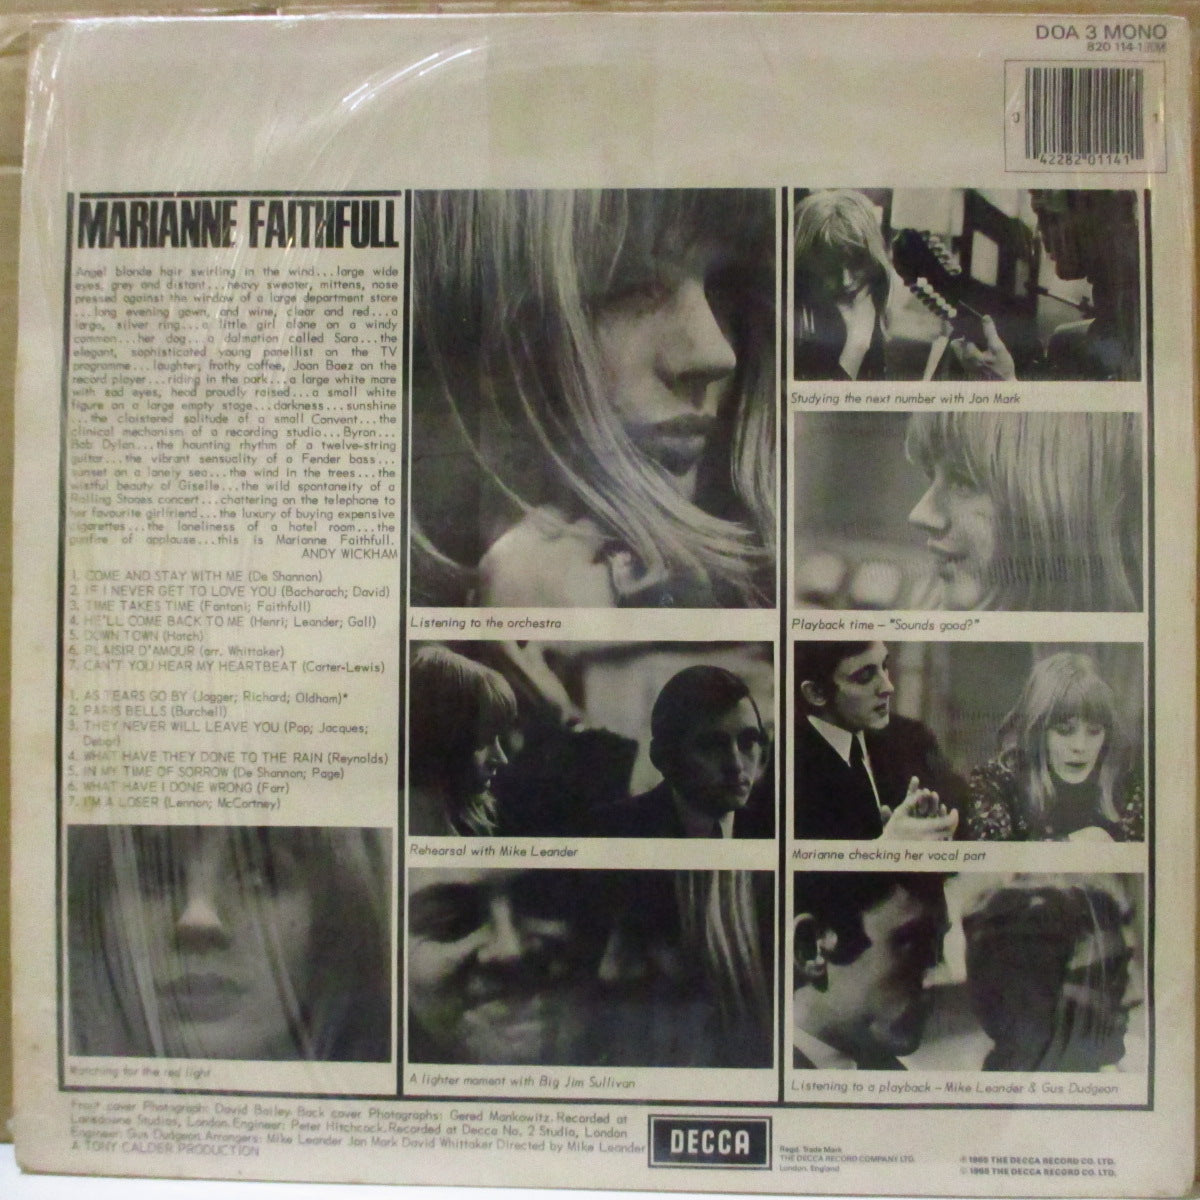 DOA 3 MONO
820 114-1
42282 01141
MARIANNE FAITHFULL
Angel blonde hair swirling in the wind...large wide
eyes, grey and distant...heavy sweater, mittens, nose
pressed against the window of a large department store
...long evening gown, and wine, clear and red...a
large, silver ring...a little girl alone on a windy
common...her dog...a dalmation called Sara...the
elegant, sophisticated young panellist on the TV
programme...laughter, frothy coffee, Joan Baez on the
record player...riding in the park...a large white mare
with sad eyes, head proudly raised...a small white
figure on a large empty stage...darkness...sunshine
...the cloistered solitude of a small Convent...the
clinical mechanism of a recording studio...Byron...
Bob Dylan...the haunting rhythm of a twelve-string
guitar...the vibrant sensuality of a Fender bass...
sunset on a lonely sea...the wind in the trees...the
wistful beauty of Giselle...the wild spontaneity of a
Rolling Stones concert...chattering on the telephone to
her favourite girlfriend...the luxury of buying expensive
cigarettes...the loneliness of a hotel room...the
gunfire of applause...this is Marianne Faithfull.
ANDY WICKHAM
1. COME AND STAY WITH ME (De Shannon)
2. IF I NEVER GET TO LOVE YOU (Bacharach; David)
3. TIME TAKES TIME (Fantoni; Faithfull)
4. HE'LL COME BACK TO ME (Henri; Leander; Gall)
5. DOWN TOWN (Hatch)
6. PLAISIR D'AMOUR (arr. Whittaker)
7. CAN'T YOU HEAR MY HEARTBEAT (Carter-Lewis)
1. AS TEARS GO BY (Jagger; Richard; Oldham)*
2. PARIS BELLS (Burchell)
3. THEY NEVER WILL LEAVE YOU (Pop; Jacques;
Debor)
4. WHAT HAVE THEY DONE TO THE RAIN (Reynolds)
5. IN MY TIME OF SORROW (De Shannon; Page)
6. WHAT HAVE I DONE WRONG (Farr)
7. I'M A LOSER (Lennon; McCartney)
Watching for the red light
Listening to the orchestra
Rehearsal with Mike Leander
A lighter moment with Big Jim Sullivan
Studying the next number with Jon Mark
Playback time – "Sounds good?"
Marianne checking her vocal part
Listening to a playback – Mike Leander & Gus Dudgeon
Front cover Photograph: David Bailey. Back cover Photographs: Gered Mankowitz. Recorded at
Lansdowne Studios, London. Engineer: Peter Hitchcock. Recorded at Decca No. 2 Studio, London
Engineer: Gus Dudgeon. Arrangers: Mike Leander Jon Mark David Whittaker Directed by Mike Leander
A TONY CALDER PRODUCTION
DECCA
Regd. Trade Mark
THE DECCA RECORD COMPANY LTD.
London, England
℗ 1965 THE DECCA RECORD CO. LTD.
© 1965 THE DECCA RECORD CO. LTD.